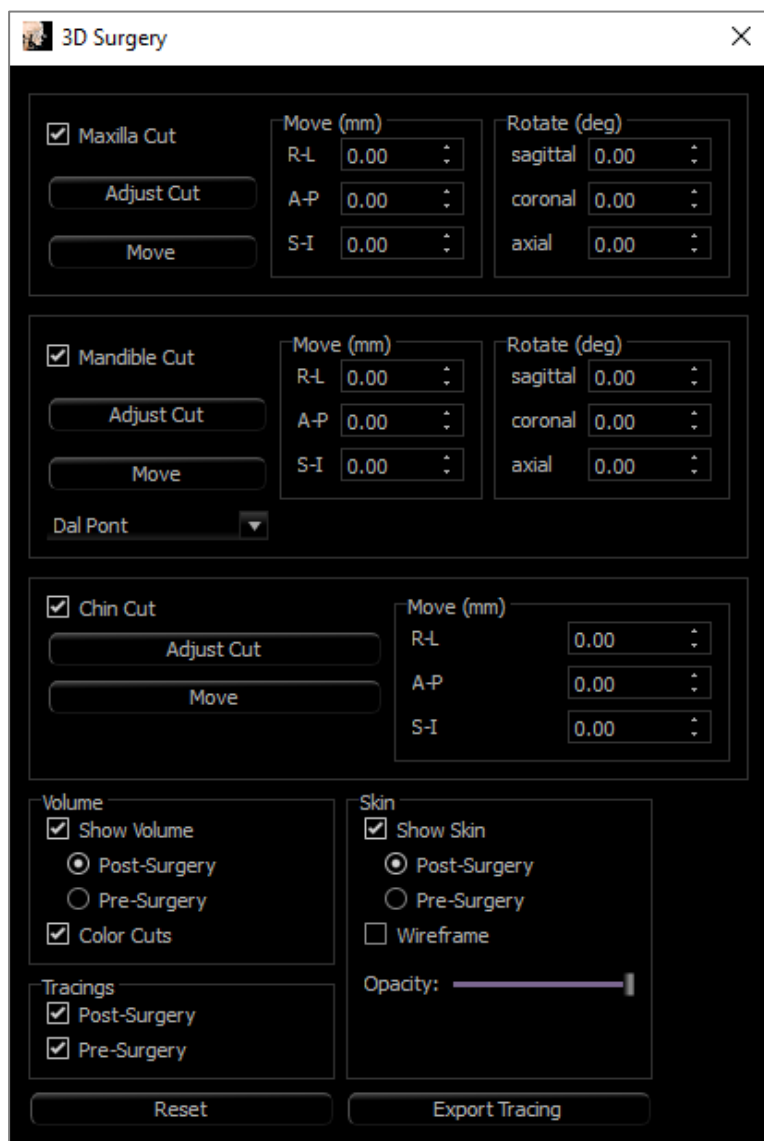 3D Surgery
Maxilla Cut
Adjust Cut
Move
Move (mm)
R-L 0.00
A-P 0.00
S-I 0.00
Rotate (deg)
sagittal 0.00
coronal 0.00
axial 0.00
Mandible Cut
Adjust Cut
Move
Dal Pont
Move (mm)
R-L 0.00
A-P 0.00
S-I 0.00
Rotate (deg)
sagittal 0.00
coronal 0.00
axial 0.00
Chin Cut
Adjust Cut
Move
Move (mm)
R-L 0.00
A-P 0.00
S-I 0.00
Volume
Show Volume
Post-Surgery
Pre-Surgery
Color Cuts
Tracings
Post-Surgery
Pre-Surgery
Skin
Show Skin
Post-Surgery
Pre-Surgery
Wireframe
Opacity:
Reset
Export Tracing